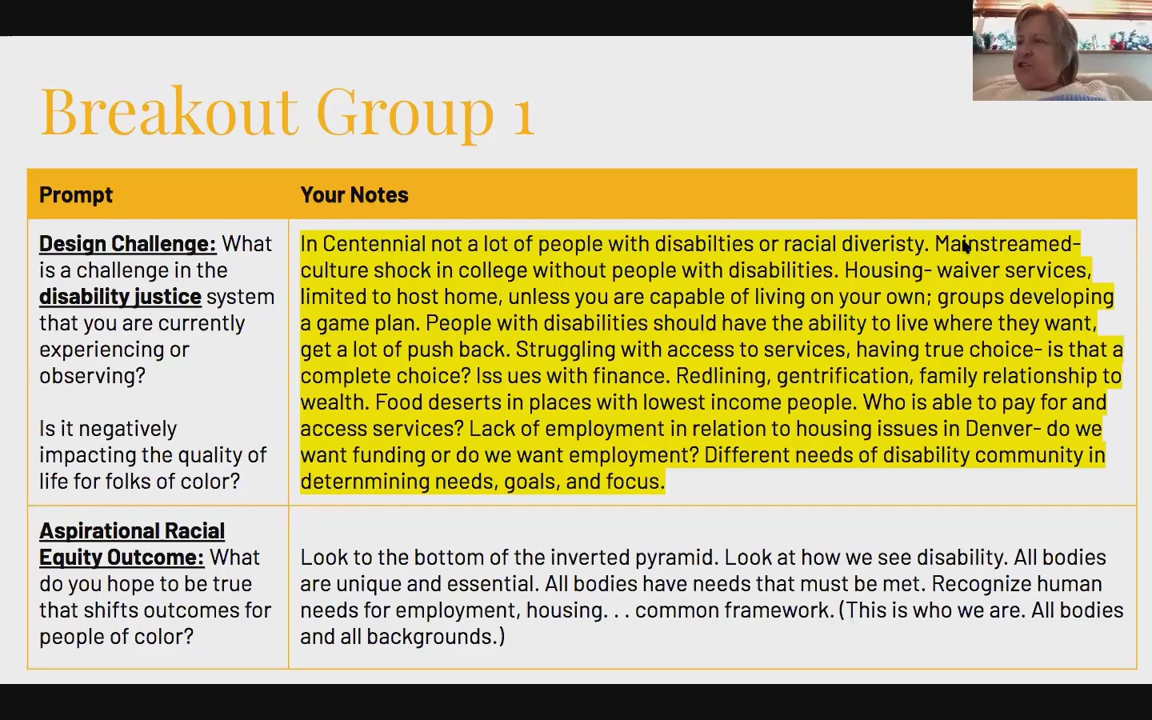 Breakout Group 1
Prompt
Your Notes
Design Challenge: What
is a challenge in the
disability justice system
that you are currently
experiencing or
observing?
Is it negatively
impacting the quality of
life for folks of color?
In Centennial not a lot of people with disabilties or racial diveristy. Mainstreamed-
culture shock in college without people with disabilities. Housing- waiver services,
limited to host home, unless you are capable of living on your own; groups developing
a game plan. People with disabilities should have the ability to live where they want,
get a lot of push back. Struggling with access to services, having true choice- is that a
complete choice? Iss ues with finance. Redlining, gentrification, family relationship to
wealth. Food deserts in places with lowest income people. Who is able to pay for and
access services? Lack of employment in relation to housing issues in Denver- do we
want funding or do we want employment? Different needs of disability community in
deternmining needs, goals, and focus.
Aspirational Racial
Equity Outcome: What
do you hope to be true
that shifts outcomes for
people of color?
Look to the bottom of the inverted pyramid. Look at how we see disability. All bodies
are unique and essential. All bodies have needs that must be met. Recognize human
needs for employment, housing. . . common framework. (This is who we are. All bodies
and all backgrounds.)